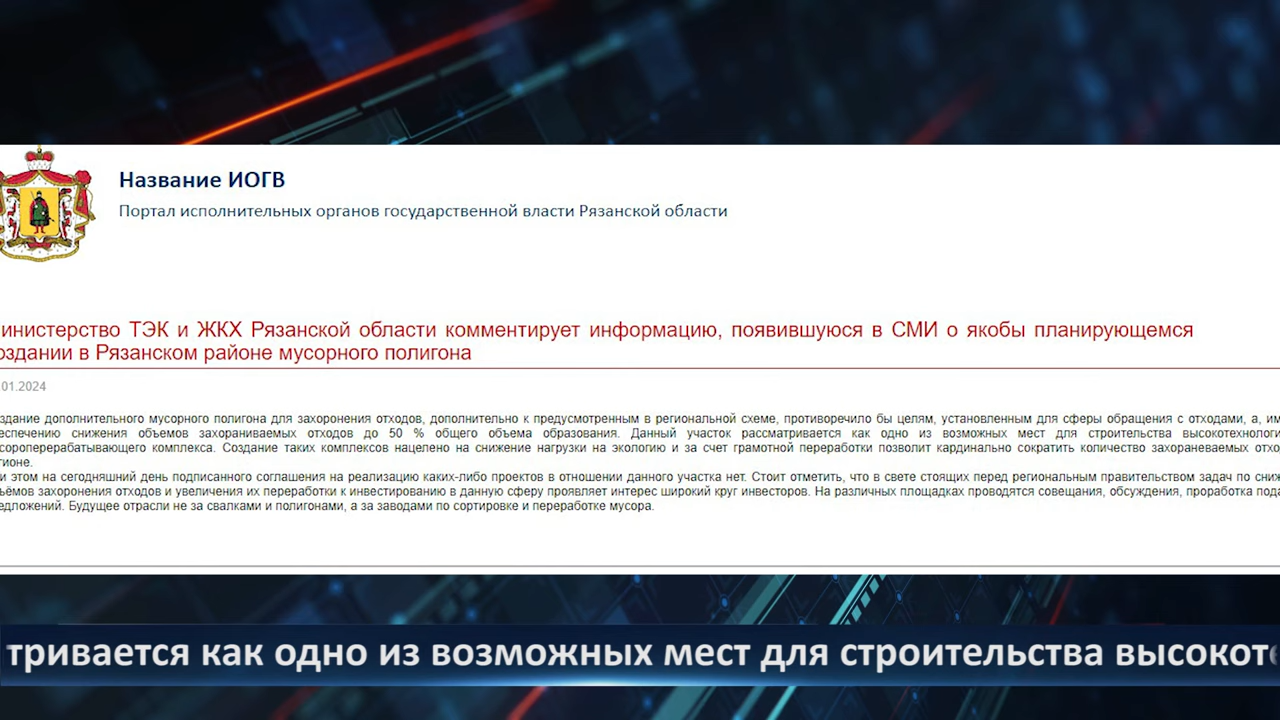 Название ИОГВ
Портал исполнительных органов государственной власти Рязанской области
инистерство ТЭК и ЖКХ Рязанской области комментирует информацию, появившуюся в СМИ о якобы планирующемся
оздании в Рязанском районе мусорного полигона
.01.2024
здание дополнительного мусорного полигона для захоронения отходов, дополнительно к предусмотренным в региональной схеме, противоречило бы целям, установленным для сферы обращения с отходами, а, им
еспечению снижения объемов захораниваемых отходов до 50 % общего объема образования. Данный участок рассматривается как одно из возможных мест для строительства высокотехнологи
сороперерабатывающего комплекса. Создание таких комплексов нацелено на снижение нагрузки на экологию и за счет грамотной переработки позволит кардинально сократить количество захораневаемых отхо
гионе.
и этом на сегодняшний день подписанного соглашения на реализацию каких-либо проектов в отношении данного участка нет. Стоит отметить, что в свете стоящих перед региональным правительством задач по сниж
ъёмов захоронения отходов и увеличения их переработки к инвестированию в данную сферу проявляет интерес широкий круг инвесторов. На различных площадках проводятся совещания, обсуждения, проработка пода
едложений. Будущее отрасли не за свалками и полигонами, а за заводами по сортировке и переработке мусора.
тривается как одно из возможных мест для строительства высокот